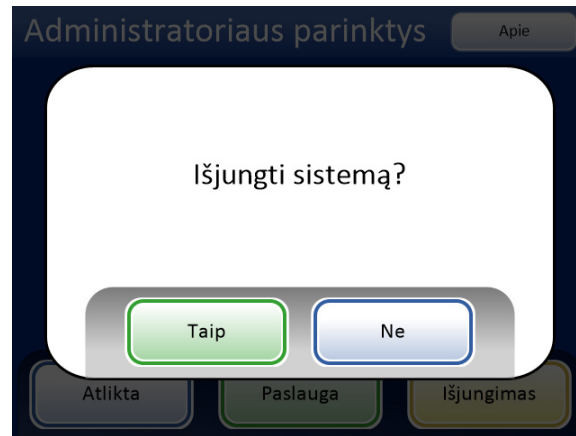 Administratoriaus parinktys
Apie
Išjungti sistemą?
Taip
Ne
Atlikta
Paslauga
Išjungimas